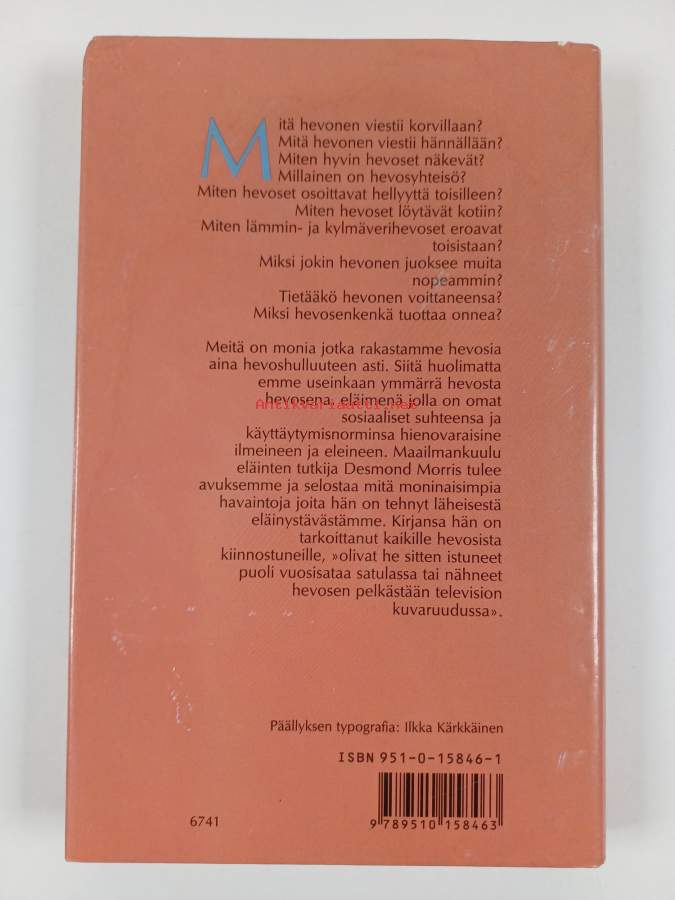 Mitä hevonen viestii korvillaan?
Mitä hevonen viestii hännällään?
Miten hyvin hevoset näkevät?
Millainen on hevosyhteisö?
Miten hevoset osoittavat hellyyttä toisilleen?
Miten hevoset löytävät kotiin?
Miten lämmin- ja kylmäverihevoset eroavat
toisistaan?
Miksi jokin hevonen juoksee muita
nopeammin?
Tietääkö hevonen voittaneensa?
Miksi hevosenkenkä tuottaa onnea?
Meitä on monia jotka rakastamme hevosia
aina hevoshulluuteen asti. Siitä huolimatta
emme useinkaan ymmärrä hevosta
hevosena, eläimenä jolla on omat
Antikvariaatti.net
sosiaaliset suhteensa ja
käyttäytymisnorminsa hienovaraisine
ilmeineen ja eleineen. Maailmankuulu
eläinten tutkija Desmond Morris tulee
avuksemme ja selostaa mitä moninaisimpia
havaintoja joita hän on tehnyt läheisestä
eläinystävästämme. Kirjansa hän on
tarkoittanut kaikille hevosista
kiinnostuneille, »olivat he sitten istuneet
puoli vuosisataa satulassa tai nähneet
hevosen pelkästään television
kuvaruudussa».
Päällyksen typografia: Ilkka Kärkkäinen
ISBN 951-0-15846-1
6741
9 789510 158463